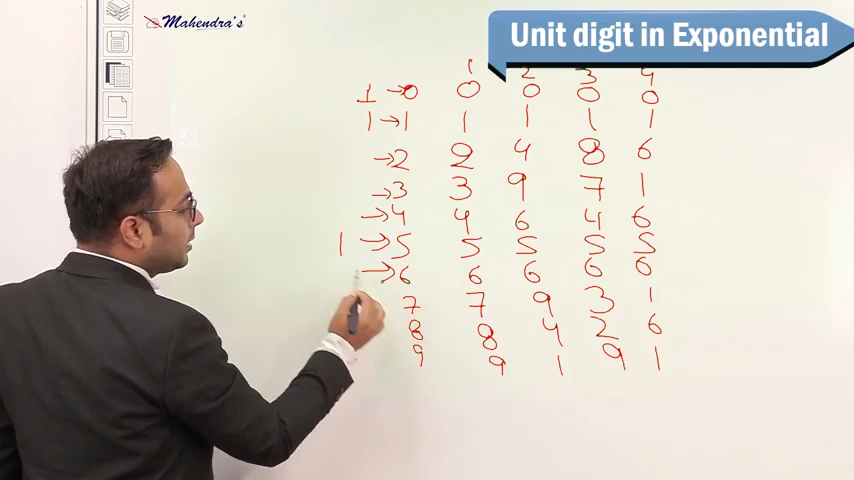 Mahendra's
Unit digit in Exponential
1 2 3 4
1 → 0 0 0 0 0
1 → 1 1 1 1 1
→ 2 2 4 8 6
→ 3 3 9 7 1
→ 4 4 6 4 6
1 → 5 5 5 5 5
→ 6 6 6 6 6
7 7 9 3 1
8 8 4 2 6
9 9 1 9 1